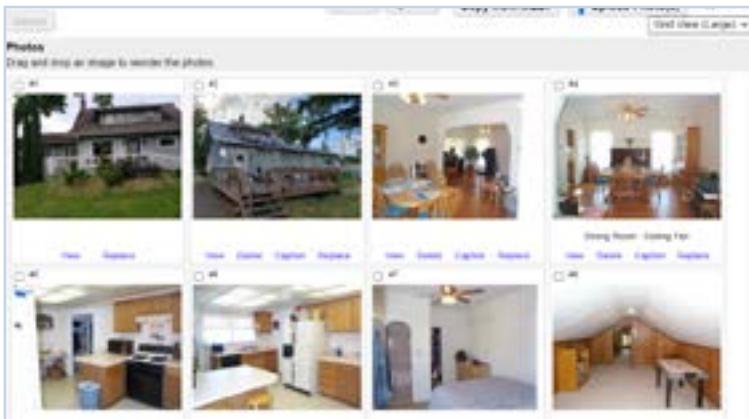 Grid View (Large)
Photos
Drag and drop an image to reorder the photos.
#1 #2 #3 #4
Dining Room - Ceiling Fan
View Replace View Delete Caption Replace View Delete Caption Replace View Delete Caption Replace
#5 #6 #7 #8